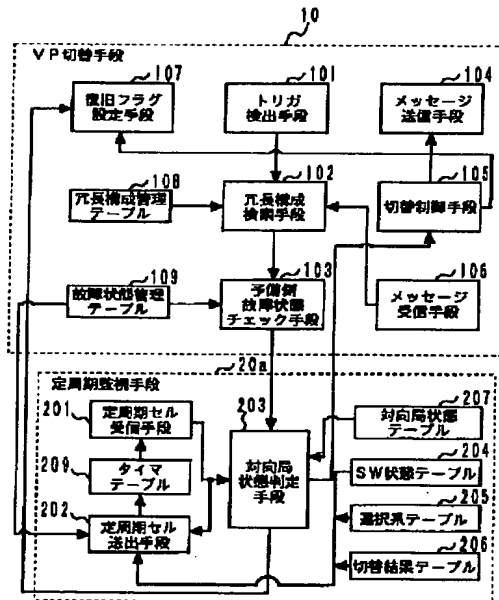 10
VP切替手段
107
復旧フラグ
設定手段
101
トリガ
検出手段
104
メッセージ
送信手段
108
冗長構成管理
テーブル
102
冗長構成
検索手段
105
切替制御手段
109
故障状態管理
テーブル
103
予備側
故障状態
チェック手段
106
メッセージ
受信手段
20a
定周期監視手段
201
定周期セル
受信手段
203
対向局
状態判定
手段
207
対向局状態
テーブル
209
タイマ
テーブル
204
SW状態テーブル
202
定周期セル
送出手段
205
選択系テーブル
206
切替結果テーブル